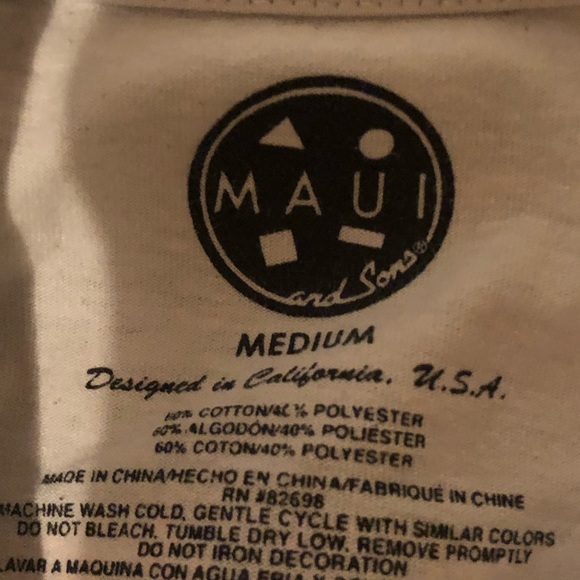 MAUI
and Sons®
MEDIUM
Designed in California, U.S.A.
60% COTTON/40% POLYESTER
60% ALGODÓN/40% POLIÉSTER
60% COTON/40% POLYESTER
MADE IN CHINA/HECHO EN CHINA/FABRIQUÉ IN CHINE
RN #82698
MACHINE WASH COLD, GENTLE CYCLE WITH SIMILAR COLORS
DO NOT BLEACH. TUMBLE DRY LOW. REMOVE PROMPTLY
DO NOT IRON DECORATION
LAVAR A MAQUINA CON AGUA FRIA Y